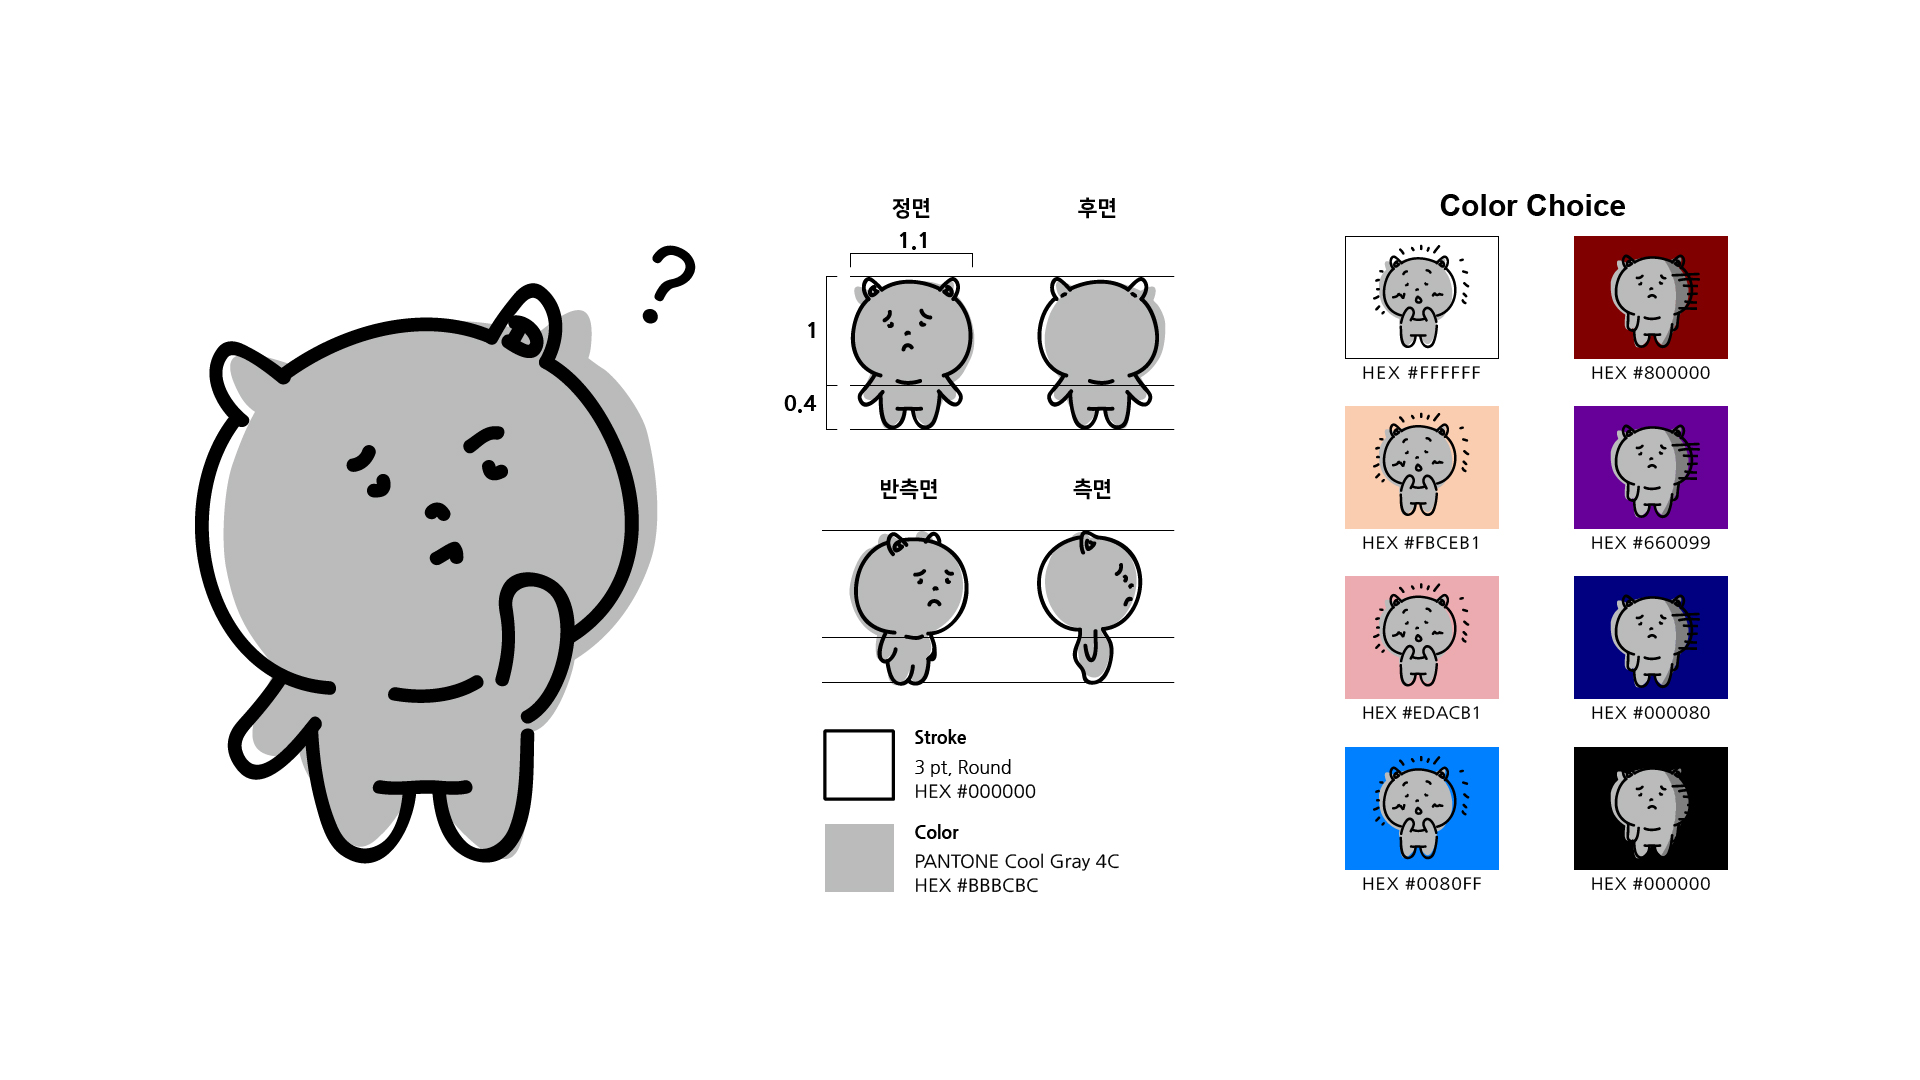 ?
정면
후면
1.1
1
0.4
반측면
측면
Stroke
3 pt, Round
HEX #000000
Color
PANTONE Cool Gray 4C
HEX #BBBCBC
Color Choice
HEX #FFFFFF
HEX #800000
HEX #FBCEB1
HEX #660099
HEX #EDACB1
HEX #000080
HEX #0080FF
HEX #000000